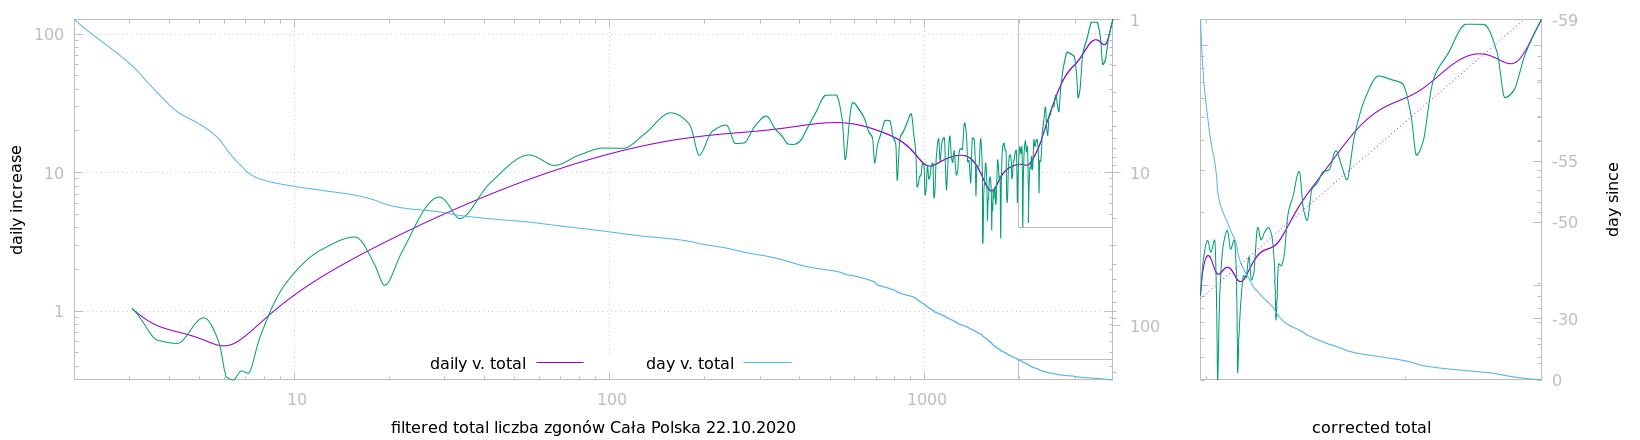 100
10
1
daily increase
1
10
100
daily v. total
day v. total
10
100
1000
filtered total liczba zgonów Cała Polska 22.10.2020
-59
-55
-50
-30
0
day since
corrected total